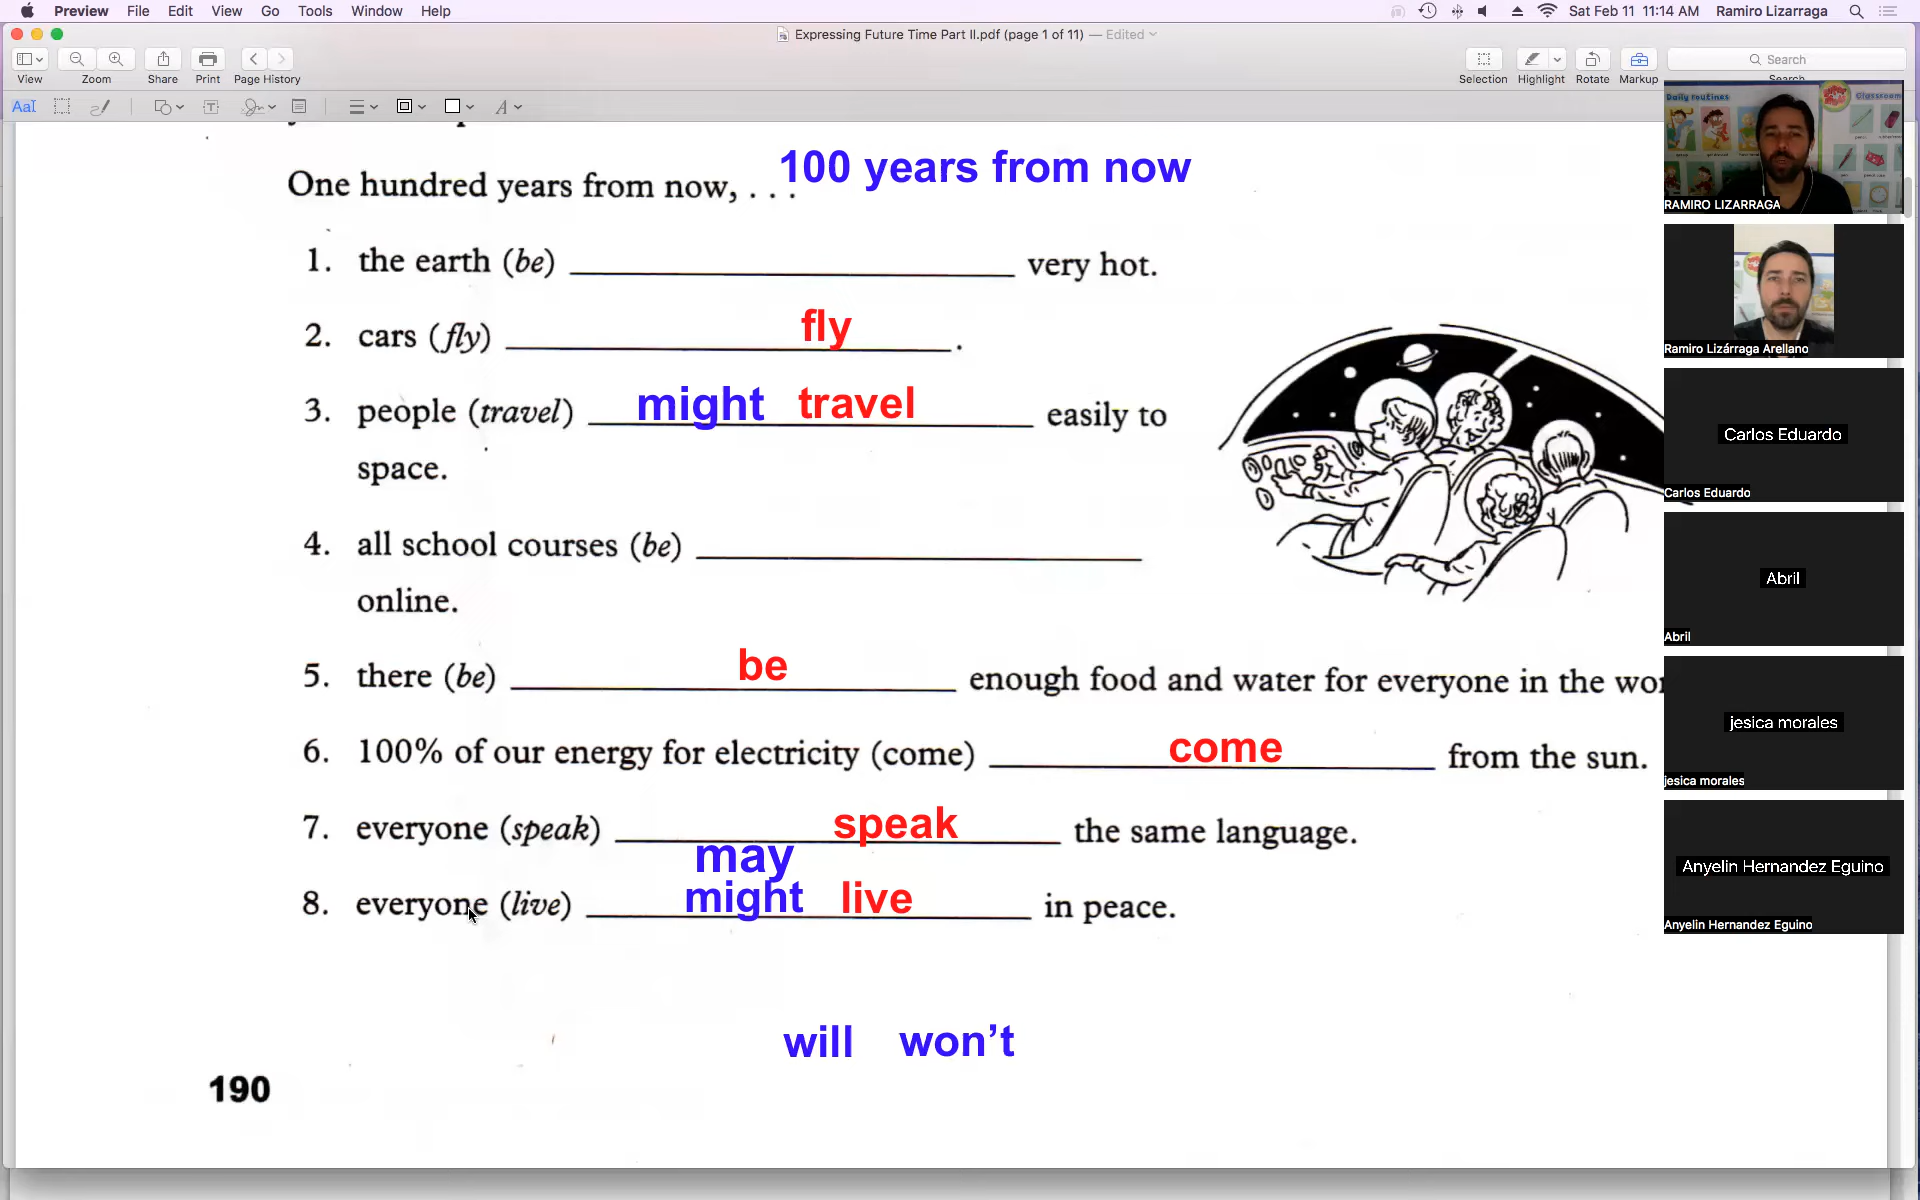 Preview File Edit View Go Tools Window Help Sat Feb 11 11:14 AM Ramiro Lizarraga
Expressing Future Time Part II.pdf (page 1 of 11) — Edited
View Zoom Share Print Page History Selection Highlight Rotate Markup Search
Search
AaI T A
One hundred years from now, . . . 100 years from now
1. the earth (be) very hot.
2. cars (fly) fly .
3. people (travel) might travel easily to
space.
4. all school courses (be)
online.
5. there (be) be enough food and water for everyone in the
6. 100% of our energy for electricity (come) come from the sun.
7. everyone (speak) speak the same language.
may
8. everyone (live) might live in peace.
will won't
190
Daily routines Classroom
RAMIRO LIZARRAGA
Ramiro Lizárraga Arellano
Carlos Eduardo
Carlos Eduardo
Abril
Abril
jesica morales
jesica morales
Anyelin Hernandez Eguino
Anyelin Hernandez Eguino